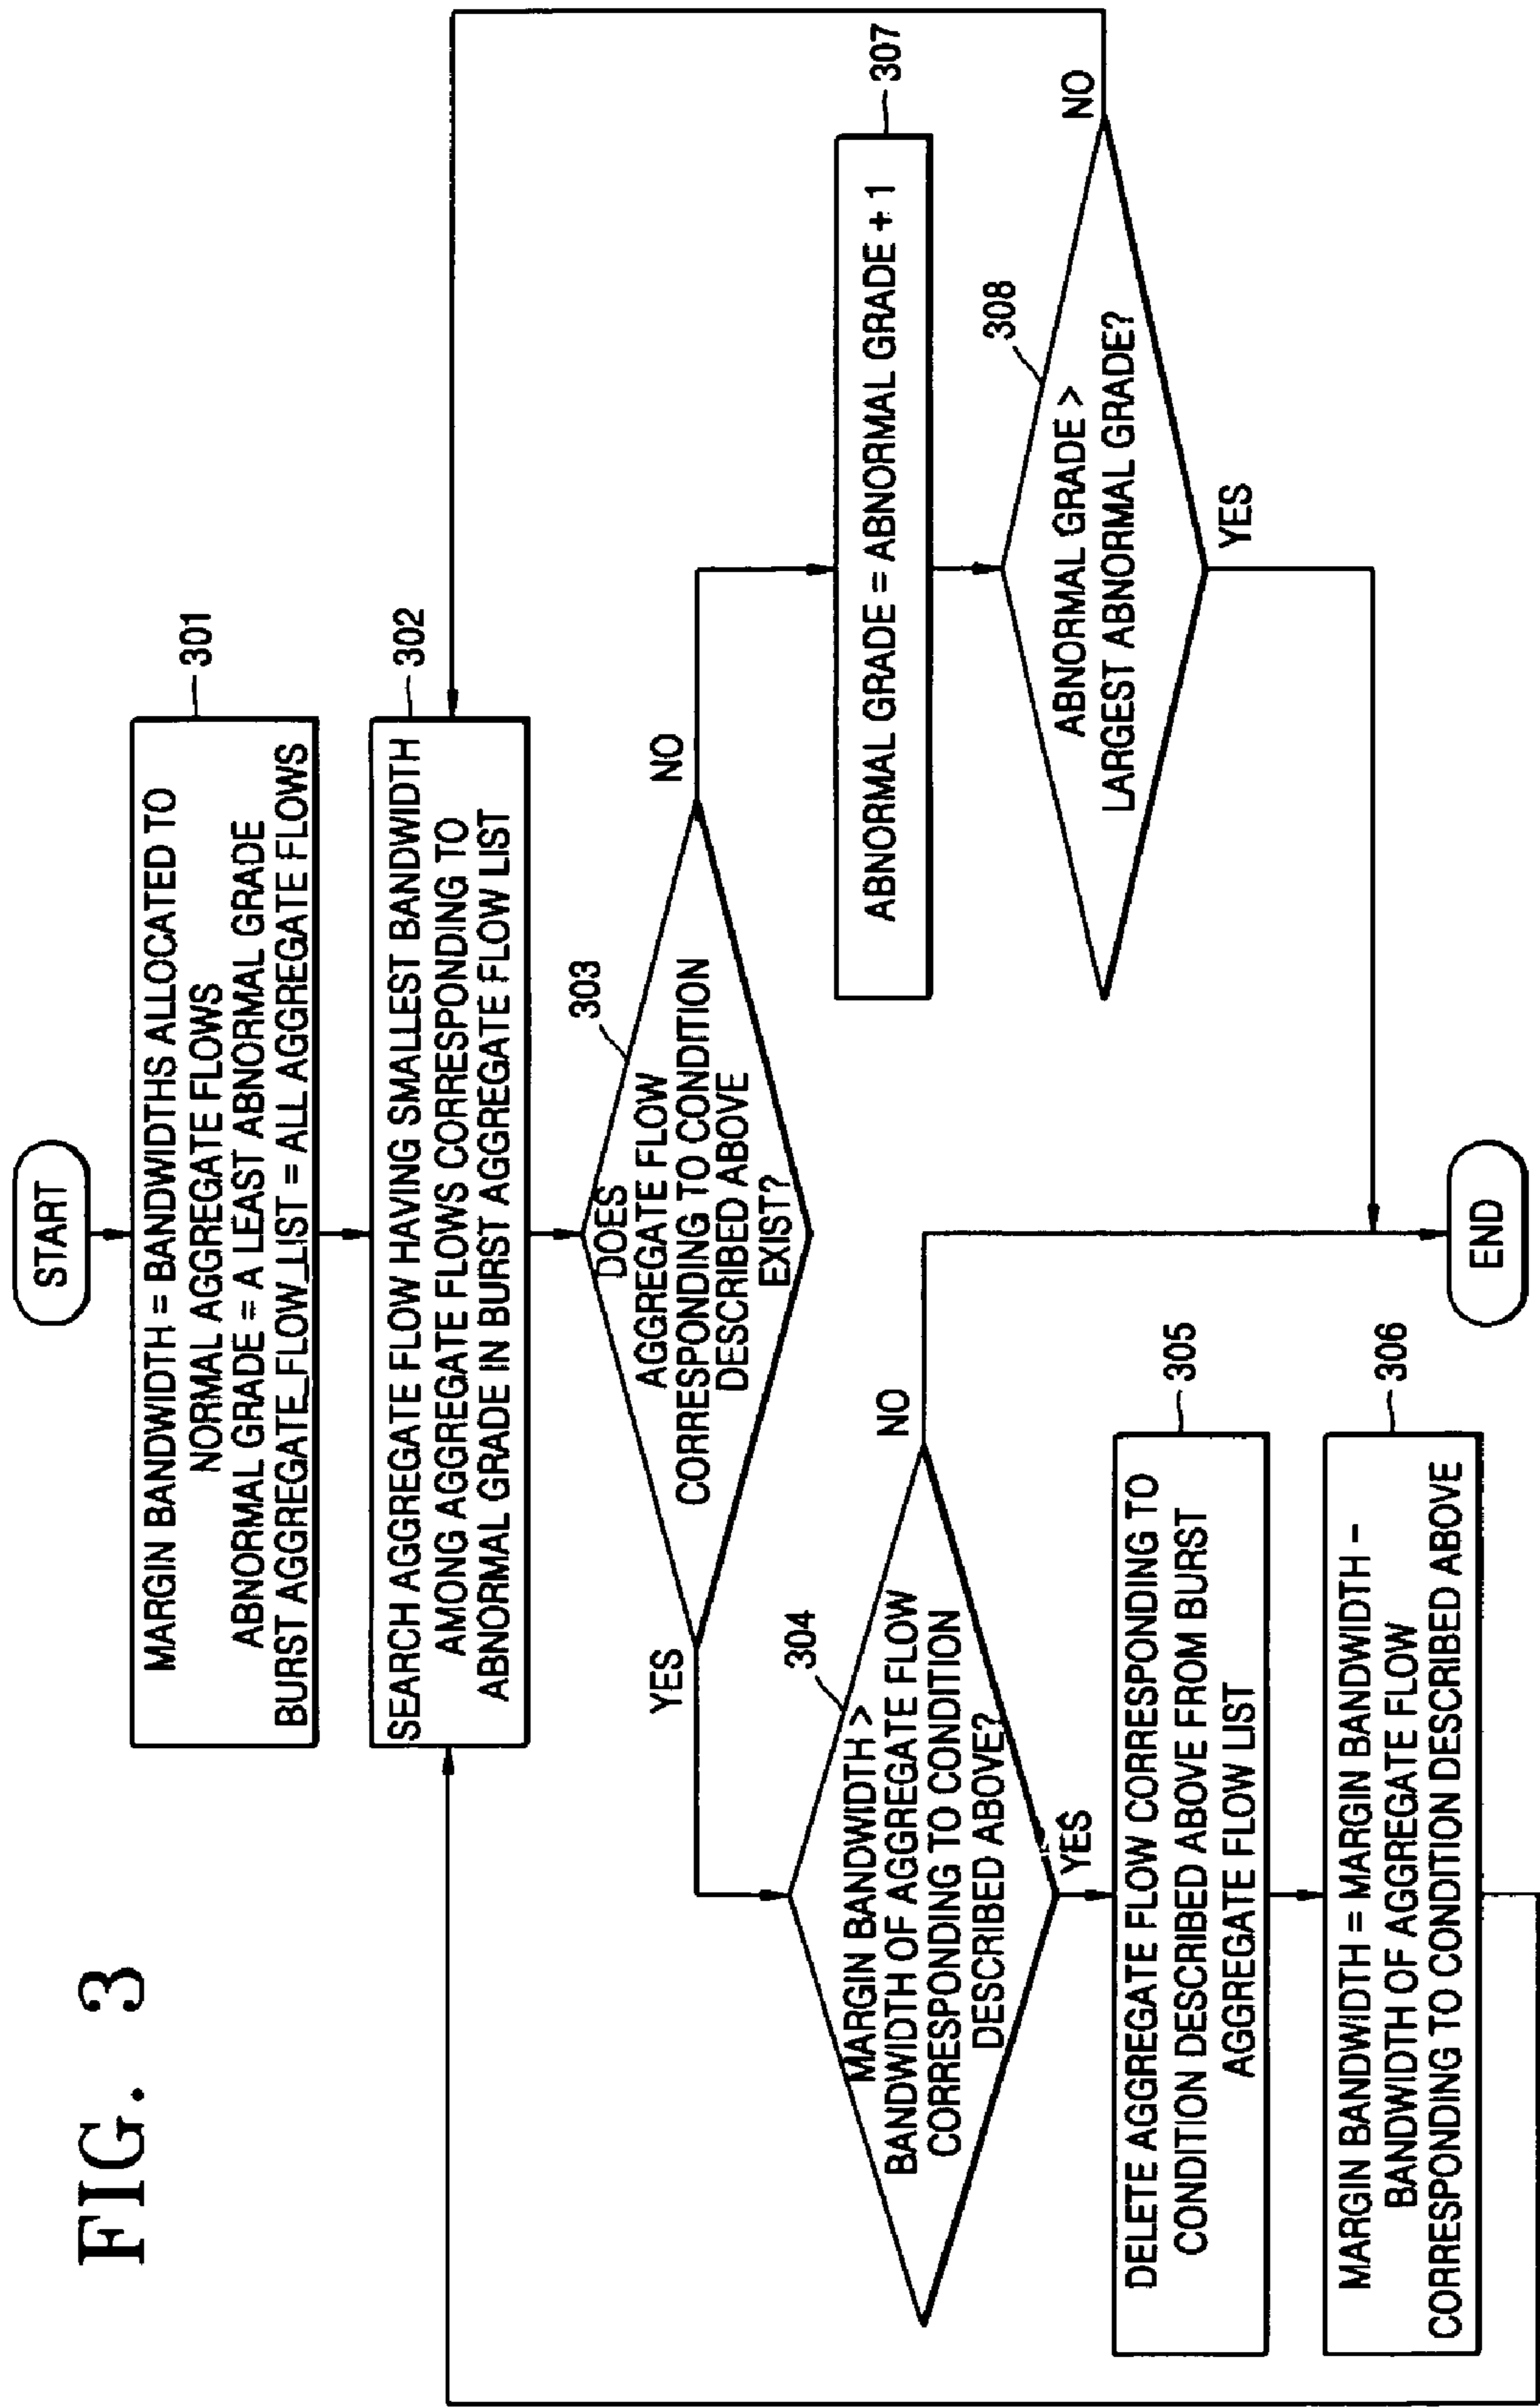 FIG. 3
START
MARGIN BANDWIDTH = BANDWIDTHS ALLOCATED TO
NORMAL AGGREGATE FLOWS
ABNORMAL GRADE = A LEAST ABNORMAL GRADE
BURST AGGREGATE_FLOW_LIST = ALL AGGREGATE FLOWS
301
SEARCH AGGREGATE FLOW HAVING SMALLEST BANDWIDTH
AMONG AGGREGATE FLOWS CORRESPONDING TO
ABNORMAL GRADE IN BURST AGGREGATE FLOW LIST
302
DOES
AGGREGATE FLOW
CORRESPONDING TO CONDITION
DESCRIBED ABOVE
EXIST?
303
YES
NO
MARGIN BANDWIDTH >
BANDWIDTH OF AGGREGATE FLOW
CORRESPONDING TO CONDITION
DESCRIBED ABOVE?
304
NO
YES
DELETE AGGREGATE FLOW CORRESPONDING TO
CONDITION DESCRIBED ABOVE FROM BURST
AGGREGATE FLOW LIST
305
MARGIN BANDWIDTH = MARGIN BANDWIDTH -
BANDWIDTH OF AGGREGATE FLOW
CORRESPONDING TO CONDITION DESCRIBED ABOVE
306
ABNORMAL GRADE = ABNORMAL GRADE + 1
307
ABNORMAL GRADE >
LARGEST ABNORMAL GRADE?
308
NO
YES
END